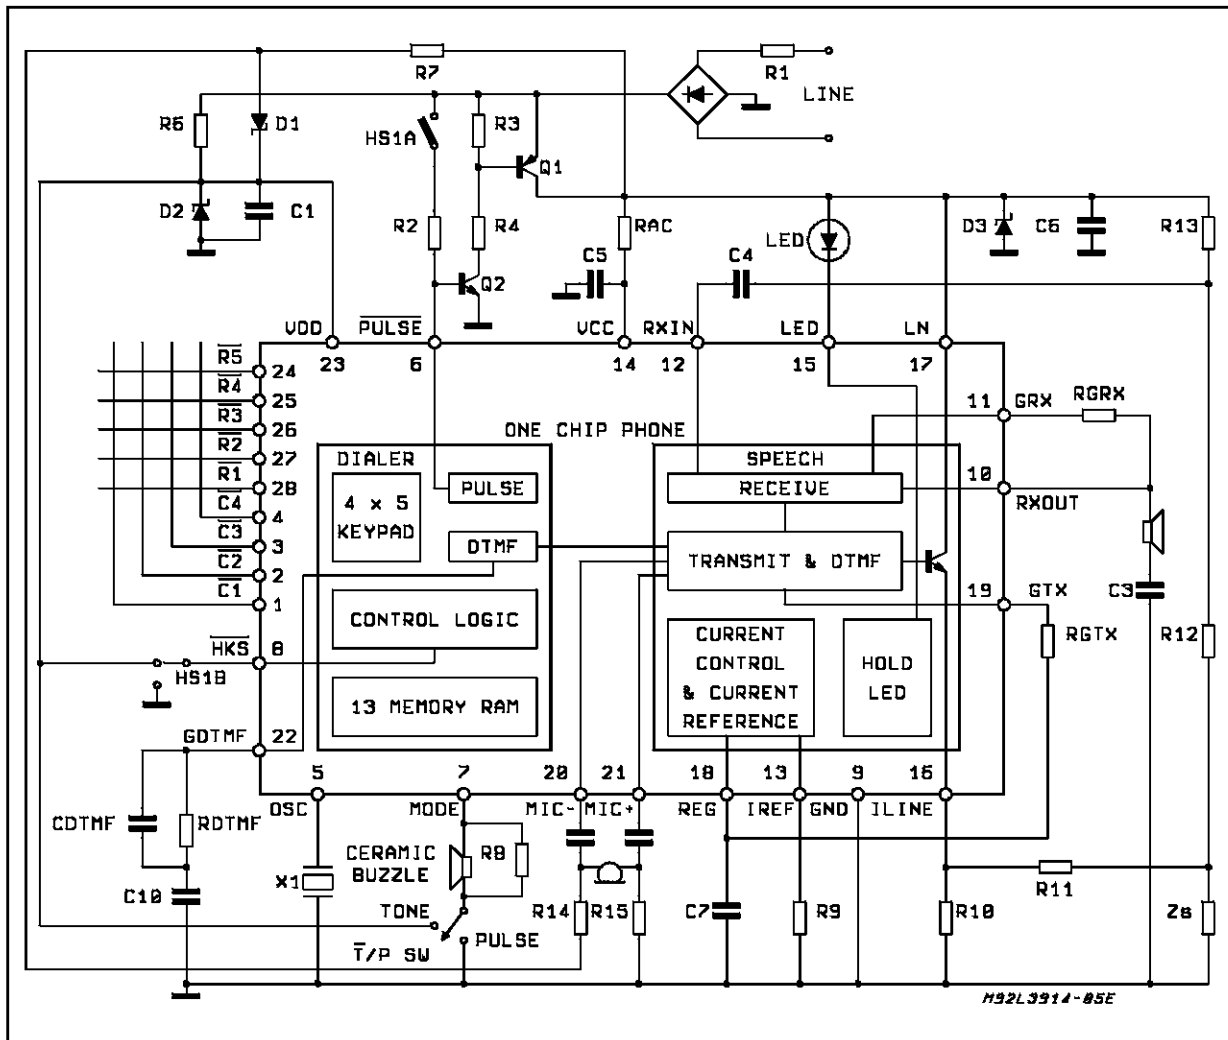 R7
R1
LINE
R6
D1
HS1A
R3
Q1
D2
C1
R2
R4
RAC
LED
D3
C6
R13
C5
C4
Q2
VDD
PULSE
VCC
RXIN
LED
LN
23
6
14
12
15
17
R5
24
R4
25
R3
26
R2
27
R1
28
C4
4
C3
3
C2
2
C1
1
HKS
8
HS1B
GDTMF
22
ONE CHIP PHONE
DIALER
4 x 5
KEYPAD
PULSE
DTMF
CONTROL LOGIC
13 MEMORY RAM
SPEECH
RECEIVE
TRANSMIT & DTMF
CURRENT
CONTROL
& CURRENT
REFERENCE
HOLD
LED
11
GRX
RGRX
10
RXOUT
19
GTX
C3
RGTX
R12
5
7
20
21
18
13
9
16
OSC
MODE
MIC-
MIC+
REG
IREF
GND
ILINE
CDTMF
RDTMF
C10
X1
CERAMIC
BUZZLE
R8
TONE
PULSE
T/P SW
R14
R15
C7
R9
R10
R11
Zs
M92L3914-85E